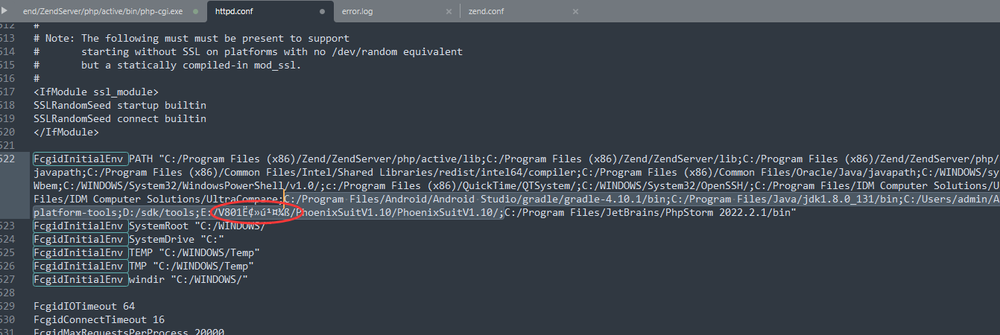 end/ZendServer/php/active/bin/php-cgi.exe httpd.conf error.log zend.conf
512 #
513 # Note: The following must must be present to support
514 #       starting without SSL on platforms with no /dev/random equivalent
515 #       but a statically compiled-in mod_ssl.
516 #
517 <IfModule ssl_module>
518 SSLRandomSeed startup builtin
519 SSLRandomSeed connect builtin
520 </IfModule>
521
522 FcgidInitialEnv PATH "C:/Program Files (x86)/Zend/ZendServer/php/active/lib;C:/Program Files (x86)/Zend/ZendServer/lib;C:/Program Files (x86)/Zend/ZendServer/php/
javapath;C:/Program Files (x86)/Common Files/Intel/Shared Libraries/redist/intel64/compiler;C:/Program Files (x86)/Common Files/Oracle/Java/javapath;C:/WINDOWS/sy
Wbem;C:/WINDOWS/System32/WindowsPowerShell/v1.0/;c:/Program Files (x86)/QuickTime/QTSystem/;C:/WINDOWS/System32/OpenSSH/;C:/Program Files/IDM Computer Solutions/U
Files/IDM Computer Solutions/UltraCompare;C:/Program Files/Android/Android Studio/gradle/gradle-4.10.1/bin;C:/Program Files/Java/jdk1.8.0_131/bin;C:/Users/admin/A
platform-tools;D:/sdk/tools;E:/V801Ë¢»ú¹¤¾ß/PhoenixSuitV1.10/PhoenixSuitV1.10/;C:/Program Files/JetBrains/PhpStorm 2022.2.1/bin"
523 FcgidInitialEnv SystemRoot "C:/WINDOWS/"
524 FcgidInitialEnv SystemDrive "C:"
525 FcgidInitialEnv TEMP "C:/WINDOWS/Temp"
526 FcgidInitialEnv TMP "C:/WINDOWS/Temp"
527 FcgidInitialEnv windir "C:/WINDOWS/"
528
529 FcgidIOTimeout 64
530 FcgidConnectTimeout 16
531 FcgidMaxRequestsPerProcess 20000